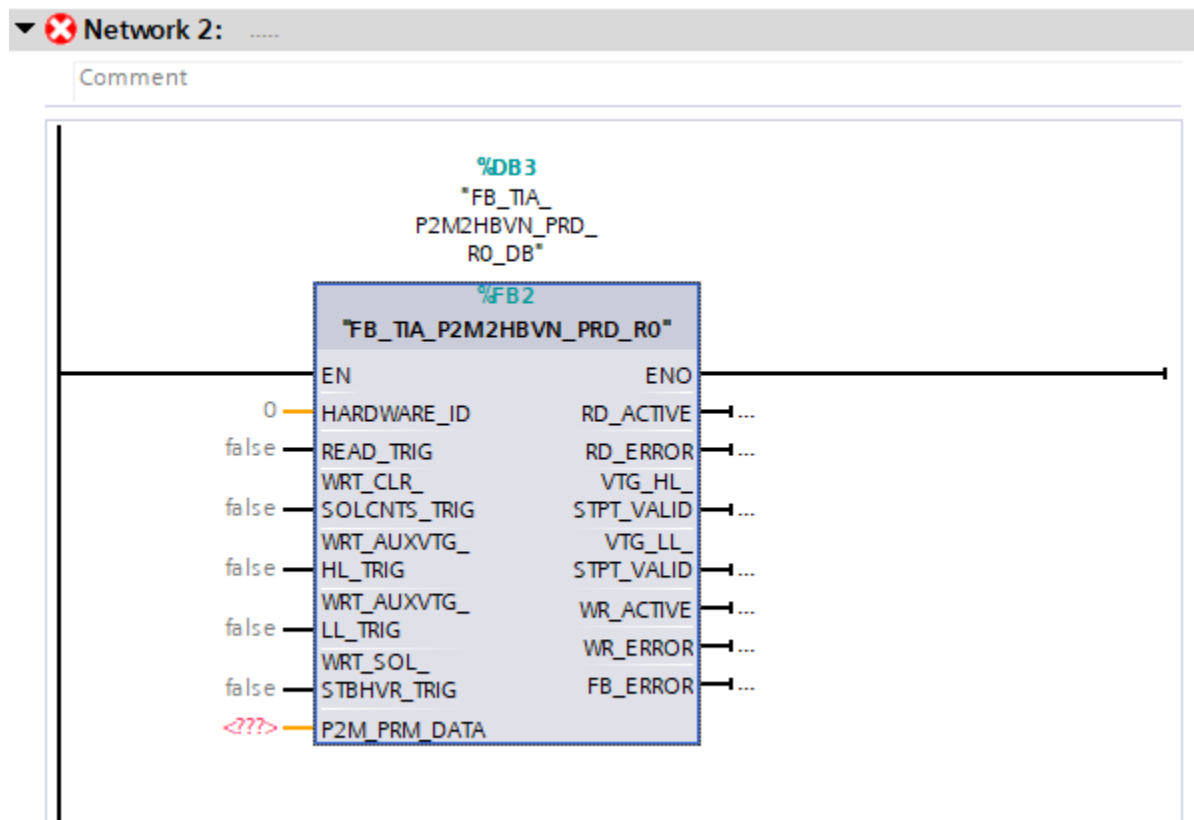 Network 2: .....
Comment
%DB3
"FB_TIA_
P2M2HBVN_PRD_
R0_DB"
%FB2
"FB_TIA_P2M2HBVN_PRD_R0"
EN ENO
0 HARDWARE_ID RD_ACTIVE ...
false READ_TRIG RD_ERROR ...
WRT_CLR_ VTG_HL_
false SOLCNTS_TRIG STPT_VALID ...
WRT_AUXVTG_ VTG_LL_
false HL_TRIG STPT_VALID ...
WRT_AUXVTG_ WR_ACTIVE ...
false LL_TRIG
WRT_SOL_ WR_ERROR ...
false STBHVR_TRIG FB_ERROR ...
<???> P2M_PRM_DATA